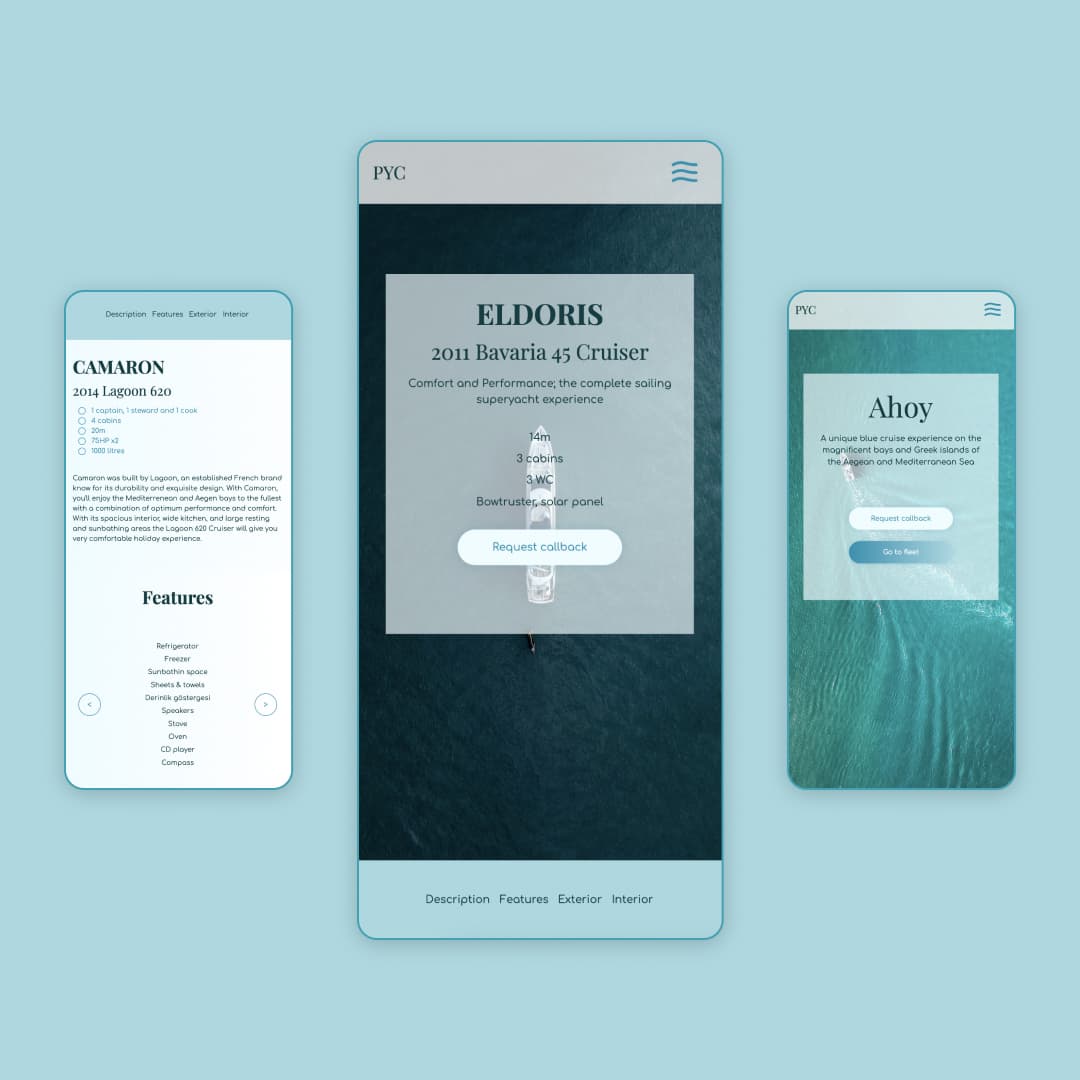 Description Features Exterior Interior
CAMARON
2014 Lagoon 620
1 captain, 1 steward and 1 cook
4 cabins
20m
75HP x2
1000 litres
Camaron was built by Lagoon, an established French brand
know for its durability and exquisite design. With Camaron,
you'll enjoy the Mediterrenean and Aegen bays to the fullest
with a combination of optimum performance and comfort.
With its spacious interior, wide kitchen, and large resting
and sunbathing areas the Lagoon 620 Cruiser will give you
very comfortable holiday experience.
Features
Refrigerator
Freezer
Sunbathin space
Sheets & towels
Derinlik göstergesi
Speakers
Stove
Oven
CD player
Compass
<
>
PYC
ELDORIS
2011 Bavaria 45 Cruiser
Comfort and Performance; the complete sailing
superyacht experience
14m
3 cabins
3 WC
Bowtruster, solar panel
Request callback
Description Features Exterior Interior
PYC
Ahoy
A unique blue cruise experience on the
magnificent bays and Greek islands of
the Aegean and Mediterranean Sea
Request callback
Go to fleet